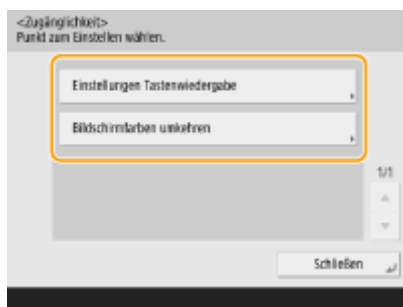 <Zugänglichkeit>
Punkt zum Einstellen wählen.
Einstellungen Tastenwiedergabe
Bildschirmfarben umkehren
1/1
Schließen